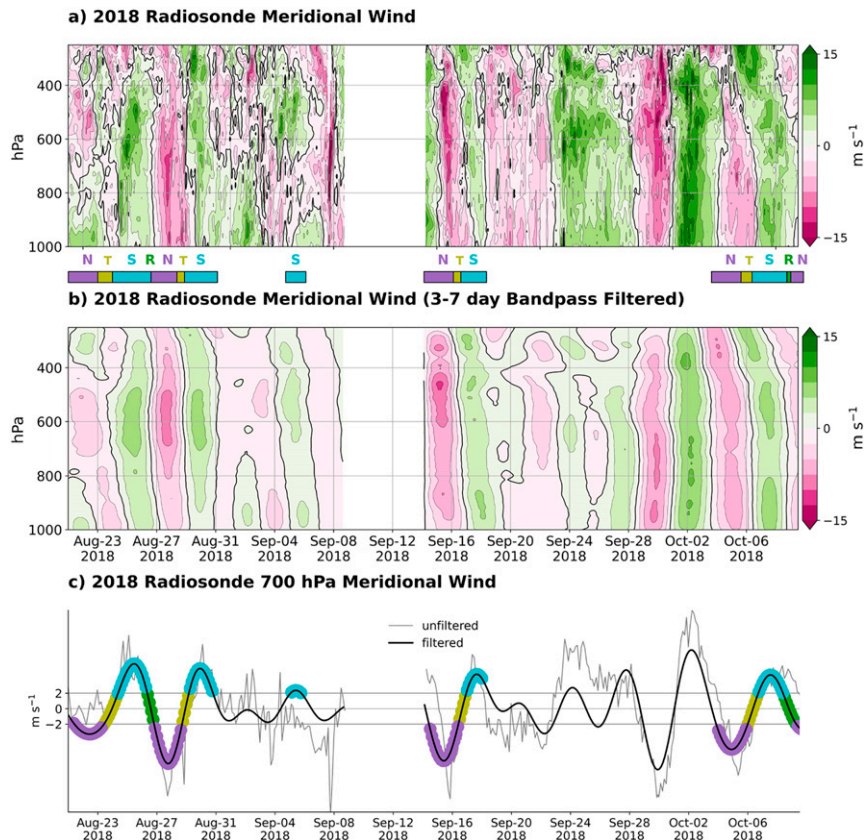 a) 2018 Radiosonde Meridional Wind
400
600
800
1000
hPa
15
0
−15
m s⁻¹
N T S R N T S S N T S N T S R N
b) 2018 Radiosonde Meridional Wind (3-7 day Bandpass Filtered)
400
600
800
1000
hPa
15
0
−15
m s⁻¹
Aug-23 Aug-27 Aug-31 Sep-04 Sep-08 Sep-12 Sep-16 Sep-20 Sep-24 Sep-28 Oct-02 Oct-06
2018 2018 2018 2018 2018 2018 2018 2018 2018 2018 2018 2018
c) 2018 Radiosonde 700 hPa Meridional Wind
unfiltered
filtered
2
0
−2
m s⁻¹
Aug-23 Aug-27 Aug-31 Sep-04 Sep-08 Sep-12 Sep-16 Sep-20 Sep-24 Sep-28 Oct-02 Oct-06
2018 2018 2018 2018 2018 2018 2018 2018 2018 2018 2018 2018